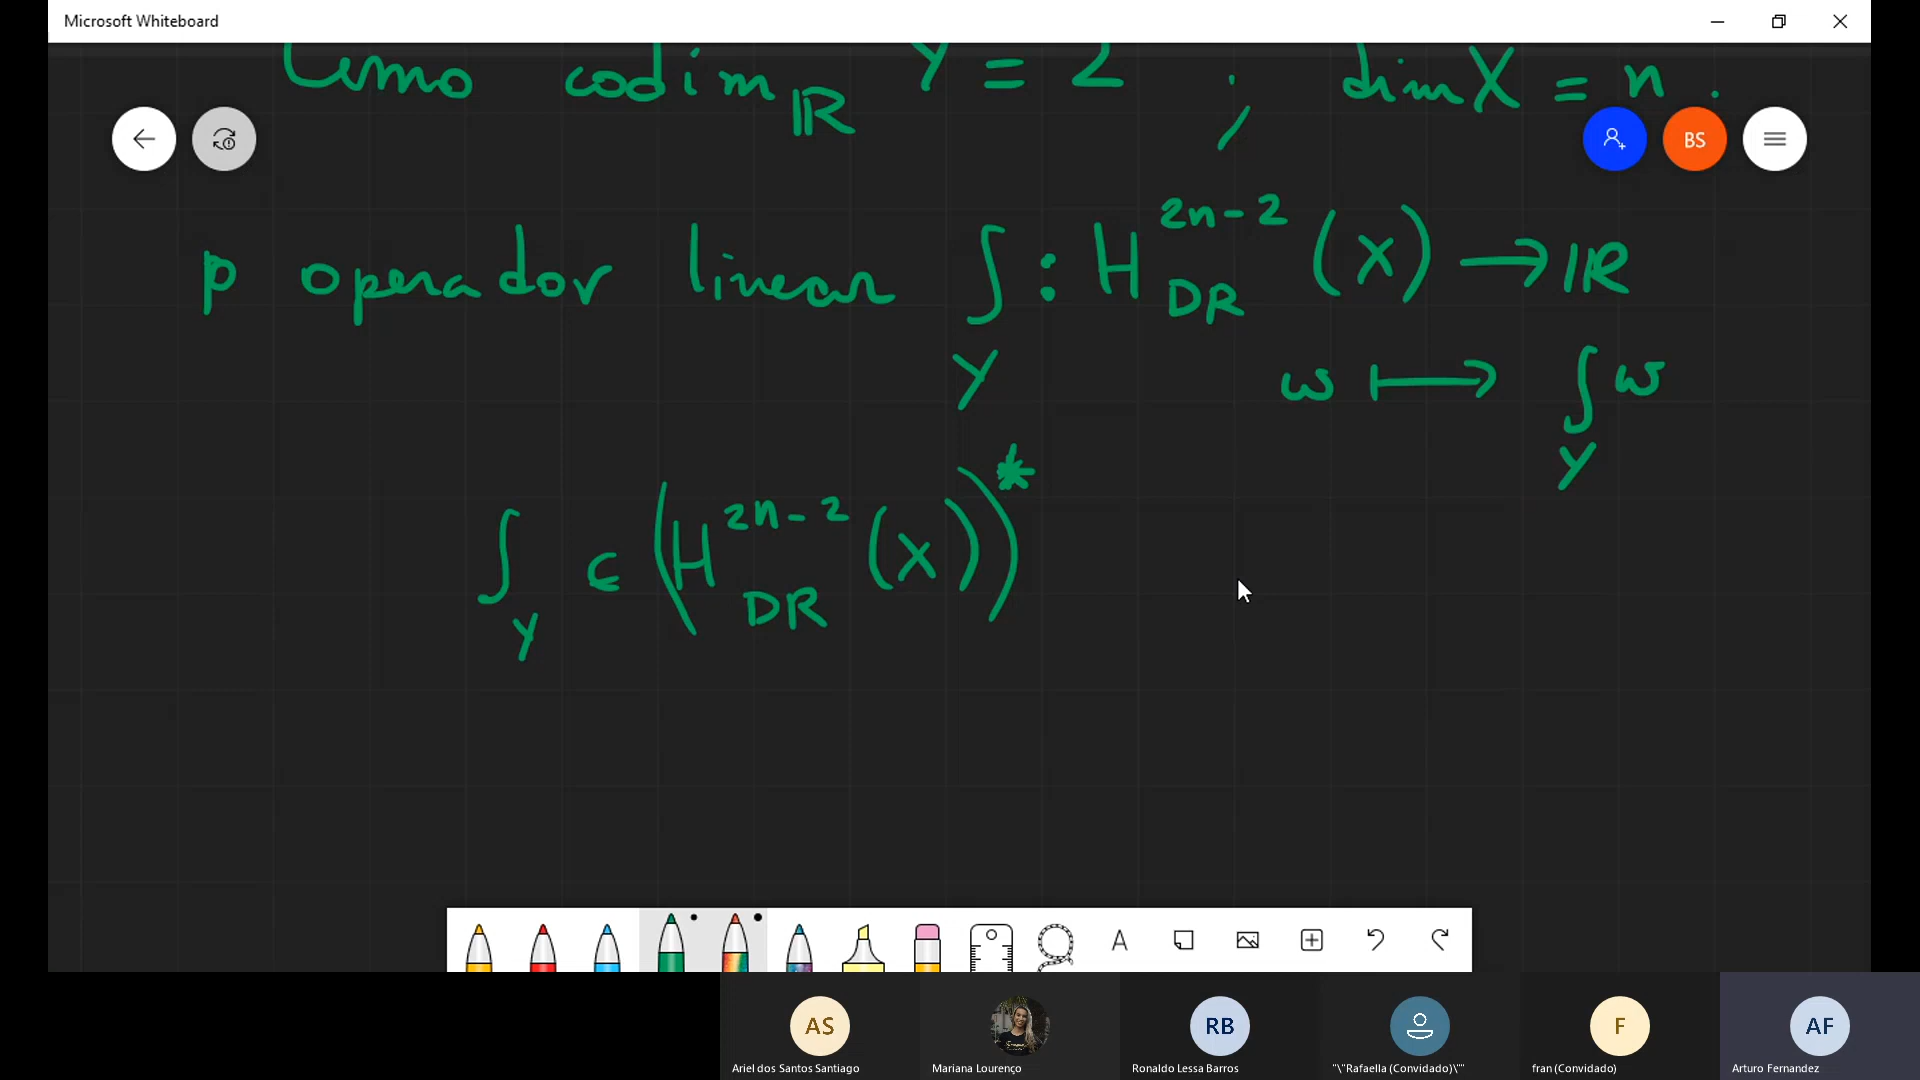 Microsoft Whiteboard
Como codim_ℝ Y = 2 ; dim X = n .
BS
p operador linear ∫_Y : H^{2n-2}_{DR} (X) → ℝ
ω ⟼ ∫_Y ω
∫_Y ∈ (H^{2n-2}_{DR} (X))^*
A
AS
RB
F
AF
Ariel dos Santos Santiago
Mariana Lourenço
Ronaldo Lessa Barros
"\"Rafaella (Convidado)\""
fran (Convidado)
Arturo Fernandez